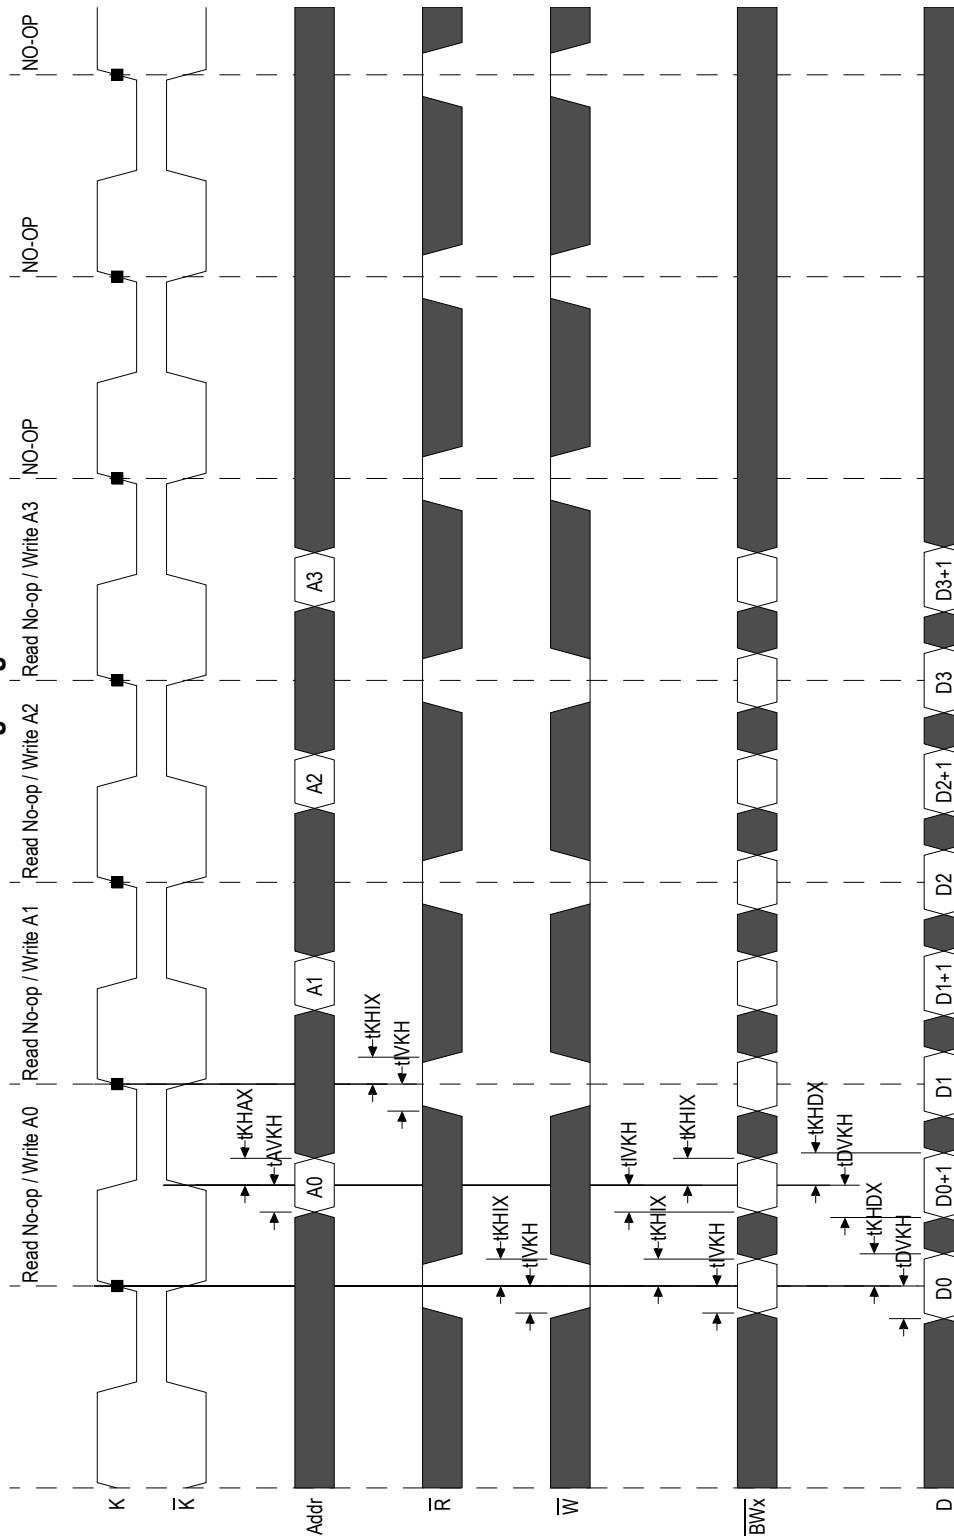 Read No-op / Write A0 Read No-op / Write A1 Read No-op / Write A2 Read No-op / Write A3 NO-OP NO-OP NO-OP
K
K
tKHAX
tAVKH
Addr A0 A1 A2 A3
tKHIX
tIVKH
R
tKHIX
tIVKH
W
tIVKH
tKHIX
tKHIX
tIVKH
BWx
tKHDX
tDVKH
tKHDX
tDVKH
D D0 D0+1 D1 D1+1 D2 D2+1 D3 D3+1